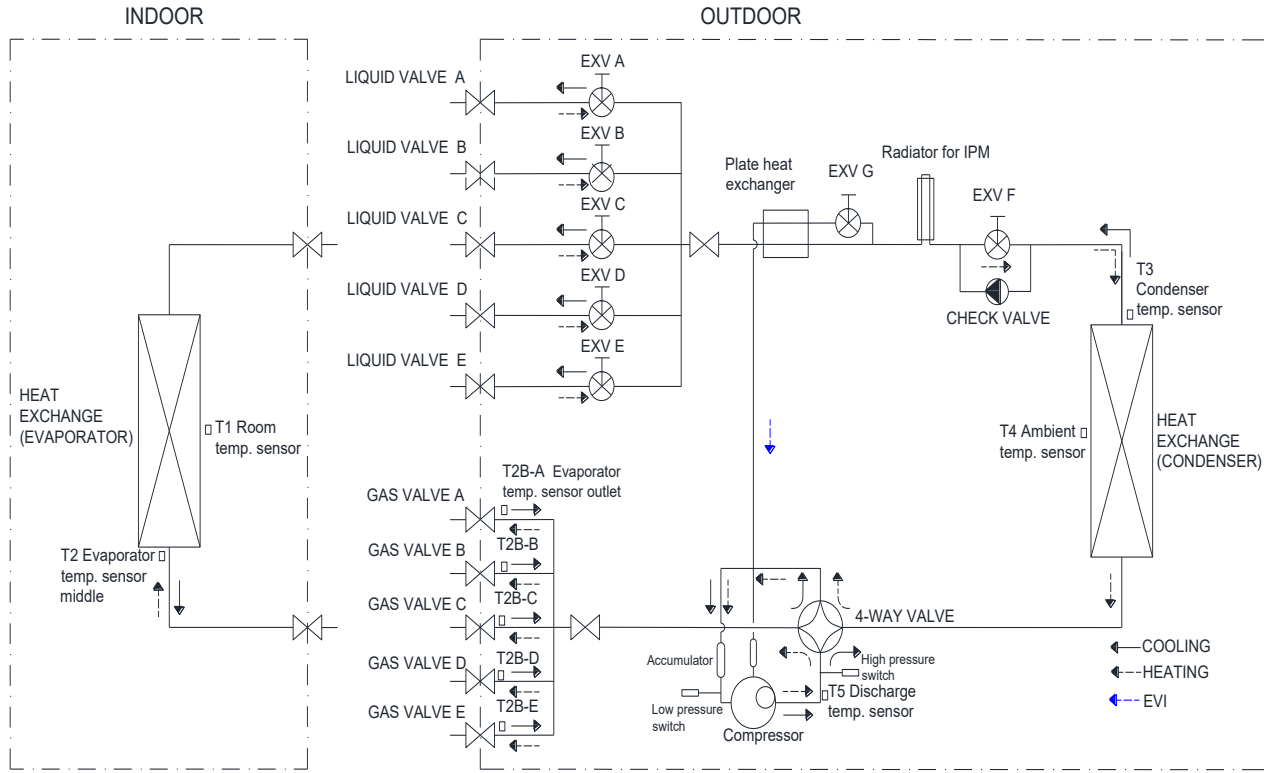 INDOOR
OUTDOOR
LIQUID VALVE A
EXV A
LIQUID VALVE B
EXV B
LIQUID VALVE C
EXV C
LIQUID VALVE D
EXV D
LIQUID VALVE E
EXV E
Plate heat
exchanger
EXV G
Radiator for IPM
EXV F
CHECK VALVE
T3
Condenser
temp. sensor
HEAT
EXCHANGE
(EVAPORATOR)
T1 Room
temp. sensor
T4 Ambient
temp. sensor
HEAT
EXCHANGE
(CONDENSER)
T2 Evaporator
temp. sensor
middle
GAS VALVE A
T2B-A Evaporator
temp. sensor outlet
GAS VALVE B
T2B-B
GAS VALVE C
T2B-C
GAS VALVE D
T2B-D
GAS VALVE E
T2B-E
4-WAY VALVE
Accumulator
High pressure
switch
Low pressure
switch
T5 Discharge
temp. sensor
Compressor
COOLING
HEATING
EVI